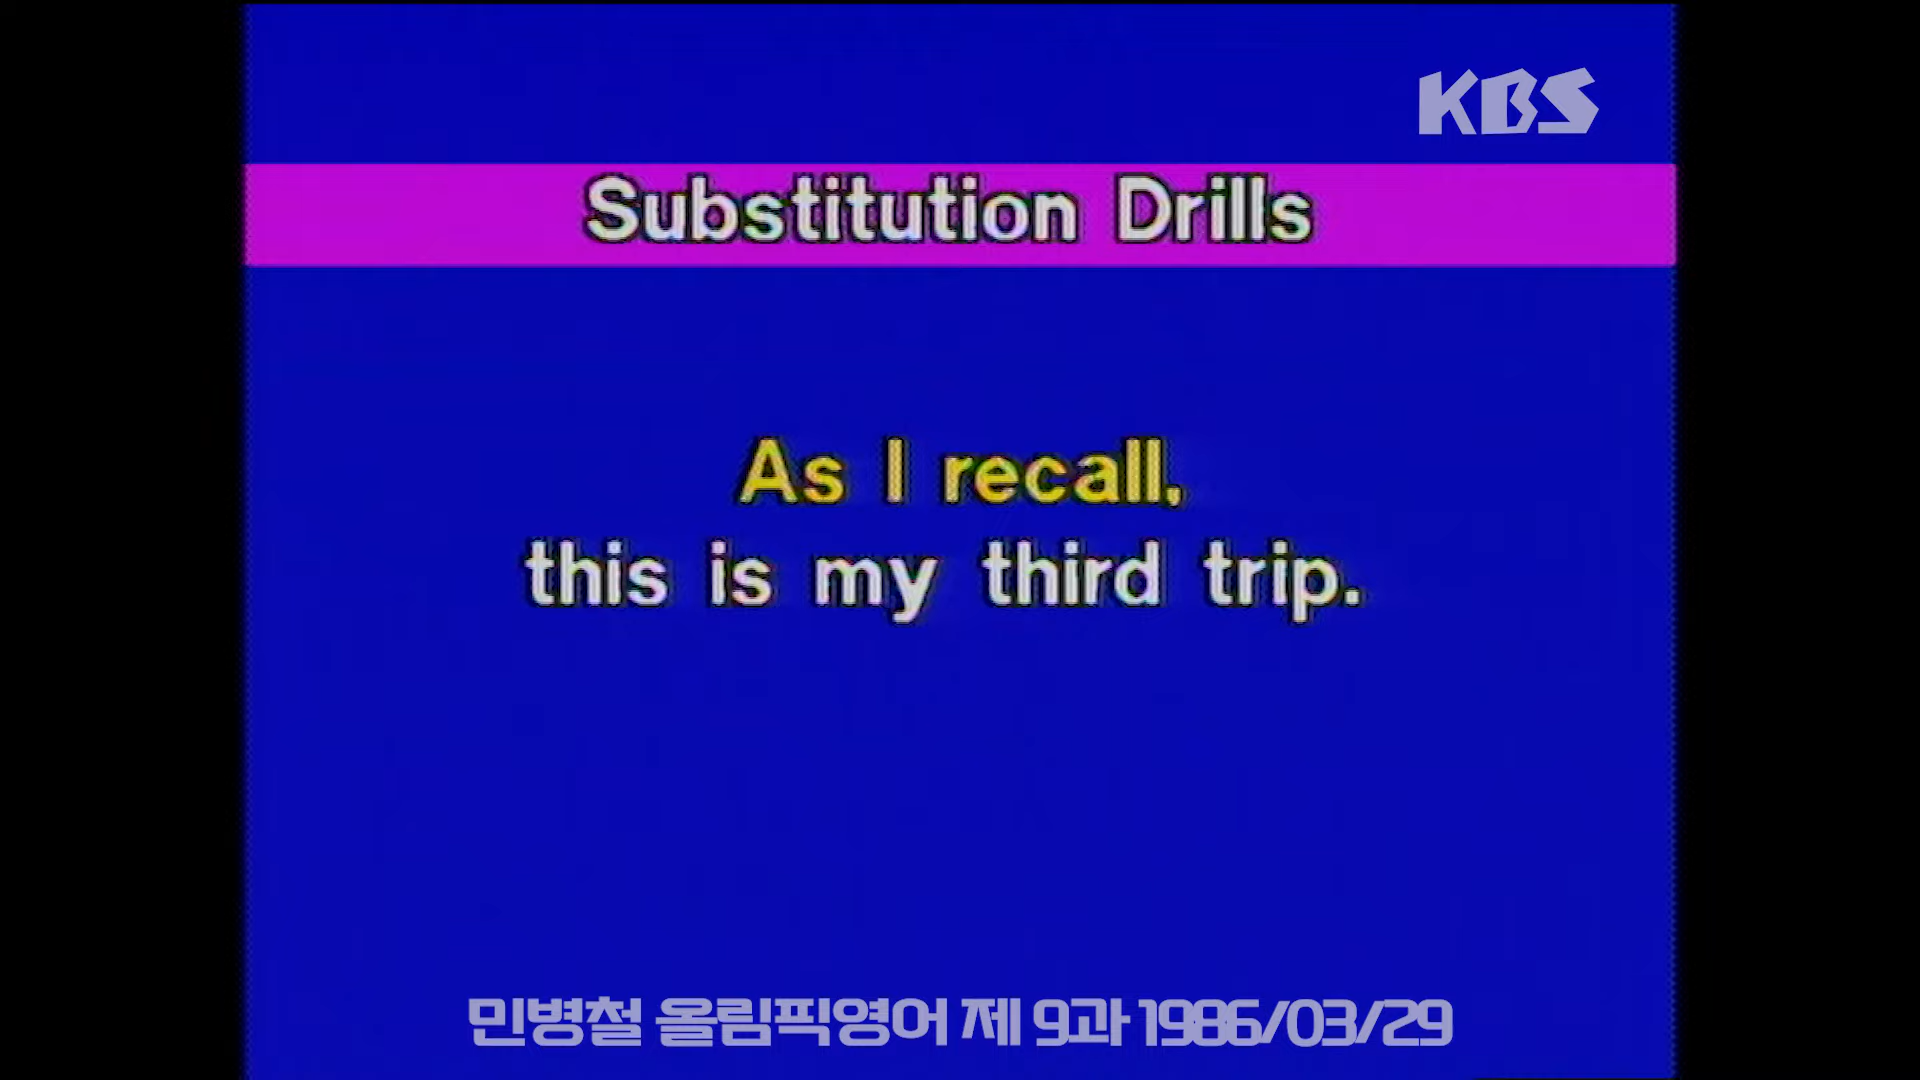 KBS
Substitution Drills
As I recall,
this is my third trip.
민병철 올림픽영어 제 9과 1986/03/29